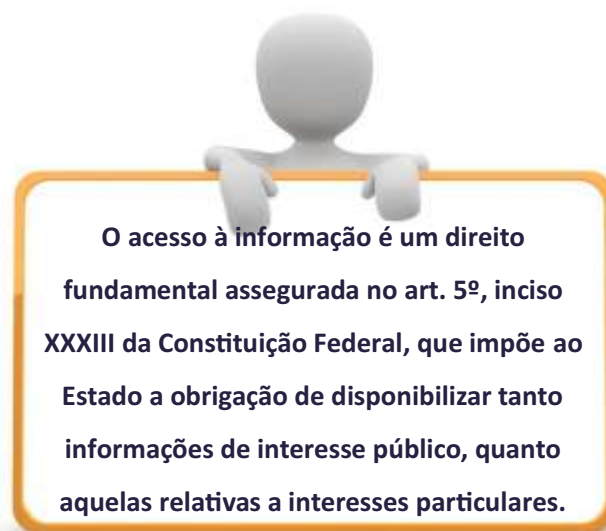 O acesso à informação é um direito
fundamental assegurada no art. 5º, inciso
XXXIII da Constituição Federal, que impõe ao
Estado a obrigação de disponibilizar tanto
informações de interesse público, quanto
aquelas relativas a interesses particulares.